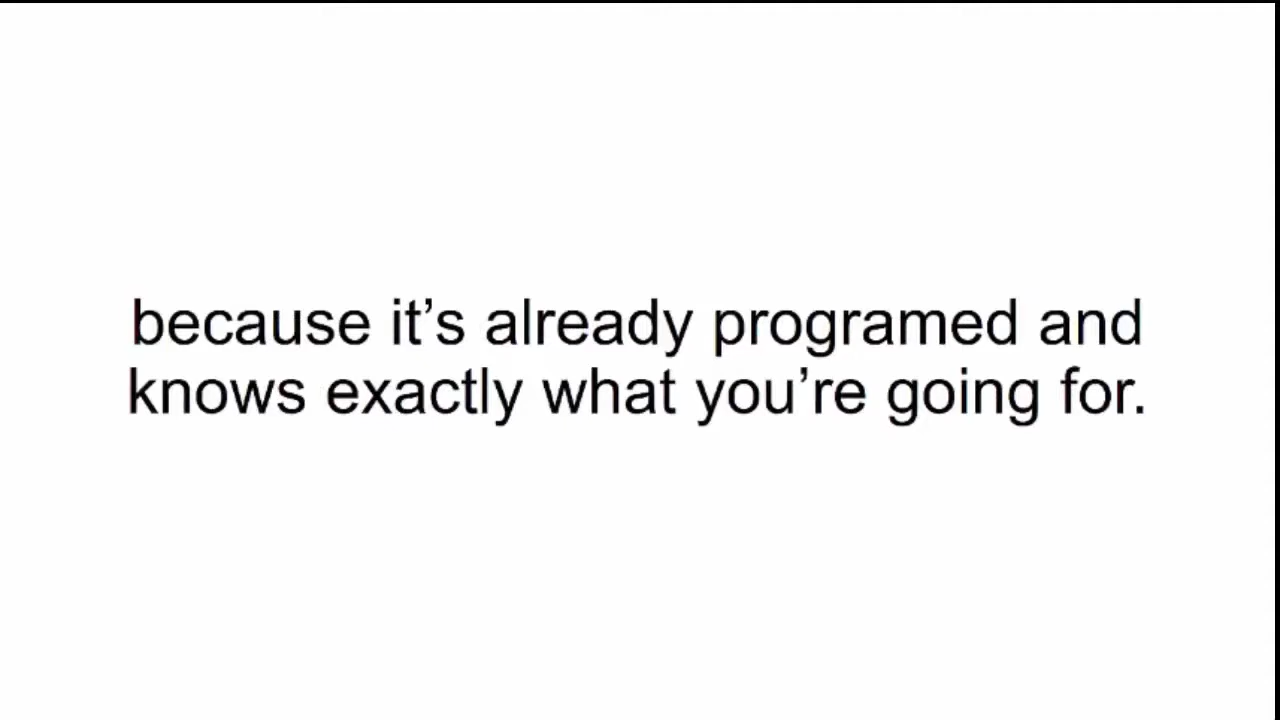 because it’s already programed and
knows exactly what you’re going for.